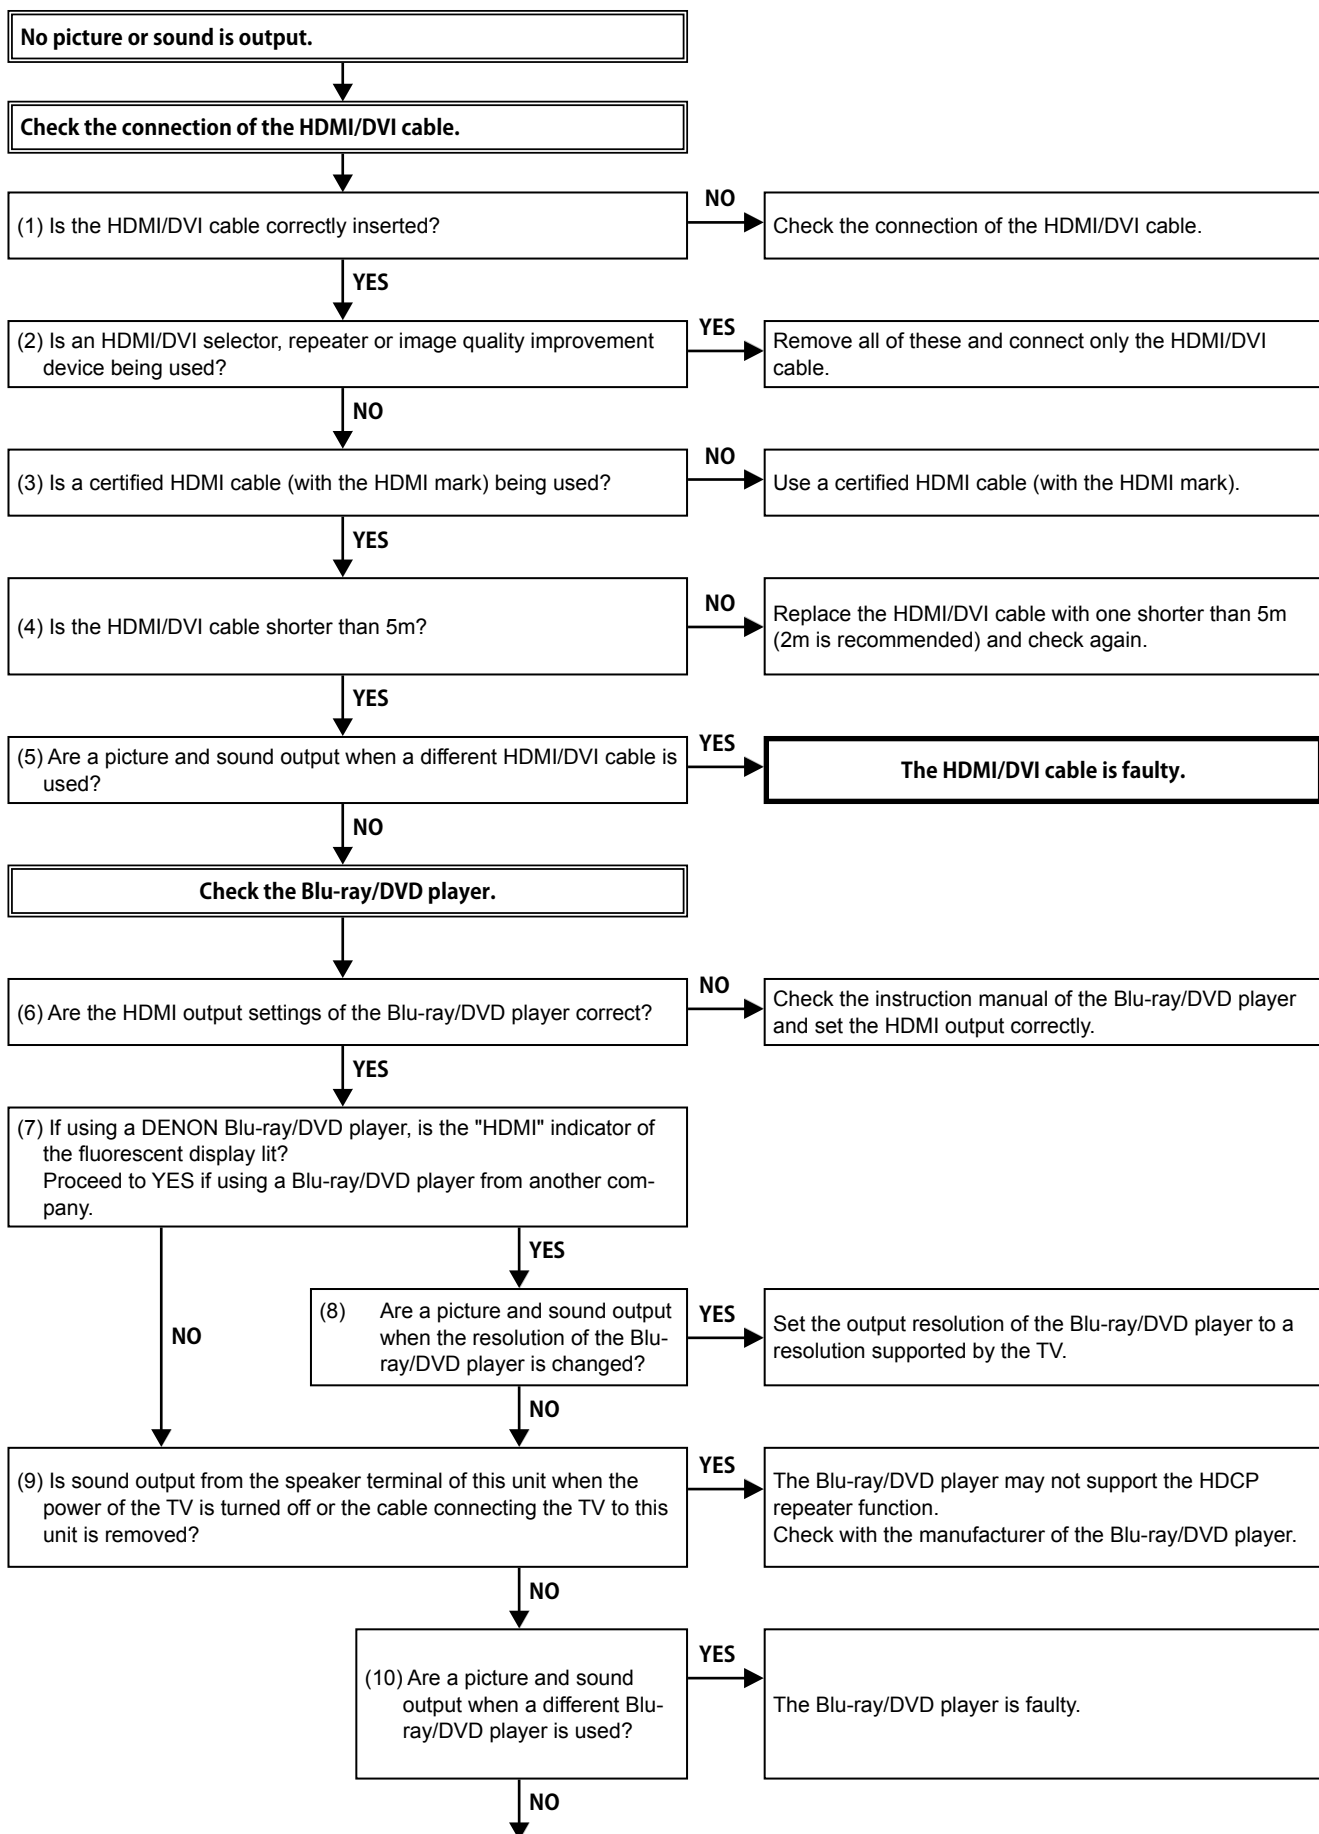 No picture or sound is output.
Check the connection of the HDMI/DVI cable.
(1) Is the HDMI/DVI cable correctly inserted?
NO
Check the connection of the HDMI/DVI cable.
YES
(2) Is an HDMI/DVI selector, repeater or image quality improvement
device being used?
YES
Remove all of these and connect only the HDMI/DVI
cable.
NO
(3) Is a certified HDMI cable (with the HDMI mark) being used?
NO
Use a certified HDMI cable (with the HDMI mark).
YES
(4) Is the HDMI/DVI cable shorter than 5m?
NO
Replace the HDMI/DVI cable with one shorter than 5m
(2m is recommended) and check again.
YES
(5) Are a picture and sound output when a different HDMI/DVI cable is
used?
YES
The HDMI/DVI cable is faulty.
NO
Check the Blu-ray/DVD player.
(6) Are the HDMI output settings of the Blu-ray/DVD player correct?
NO
Check the instruction manual of the Blu-ray/DVD player
and set the HDMI output correctly.
YES
(7) If using a DENON Blu-ray/DVD player, is the "HDMI" indicator of
the fluorescent display lit?
Proceed to YES if using a Blu-ray/DVD player from another com-
pany.
YES
NO
(8) Are a picture and sound output
when the resolution of the Blu-
ray/DVD player is changed?
YES
Set the output resolution of the Blu-ray/DVD player to a
resolution supported by the TV.
NO
(9) Is sound output from the speaker terminal of this unit when the
power of the TV is turned off or the cable connecting the TV to this
unit is removed?
YES
The Blu-ray/DVD player may not support the HDCP
repeater function.
Check with the manufacturer of the Blu-ray/DVD player.
NO
(10) Are a picture and sound
output when a different Blu-
ray/DVD player is used?
YES
The Blu-ray/DVD player is faulty.
NO